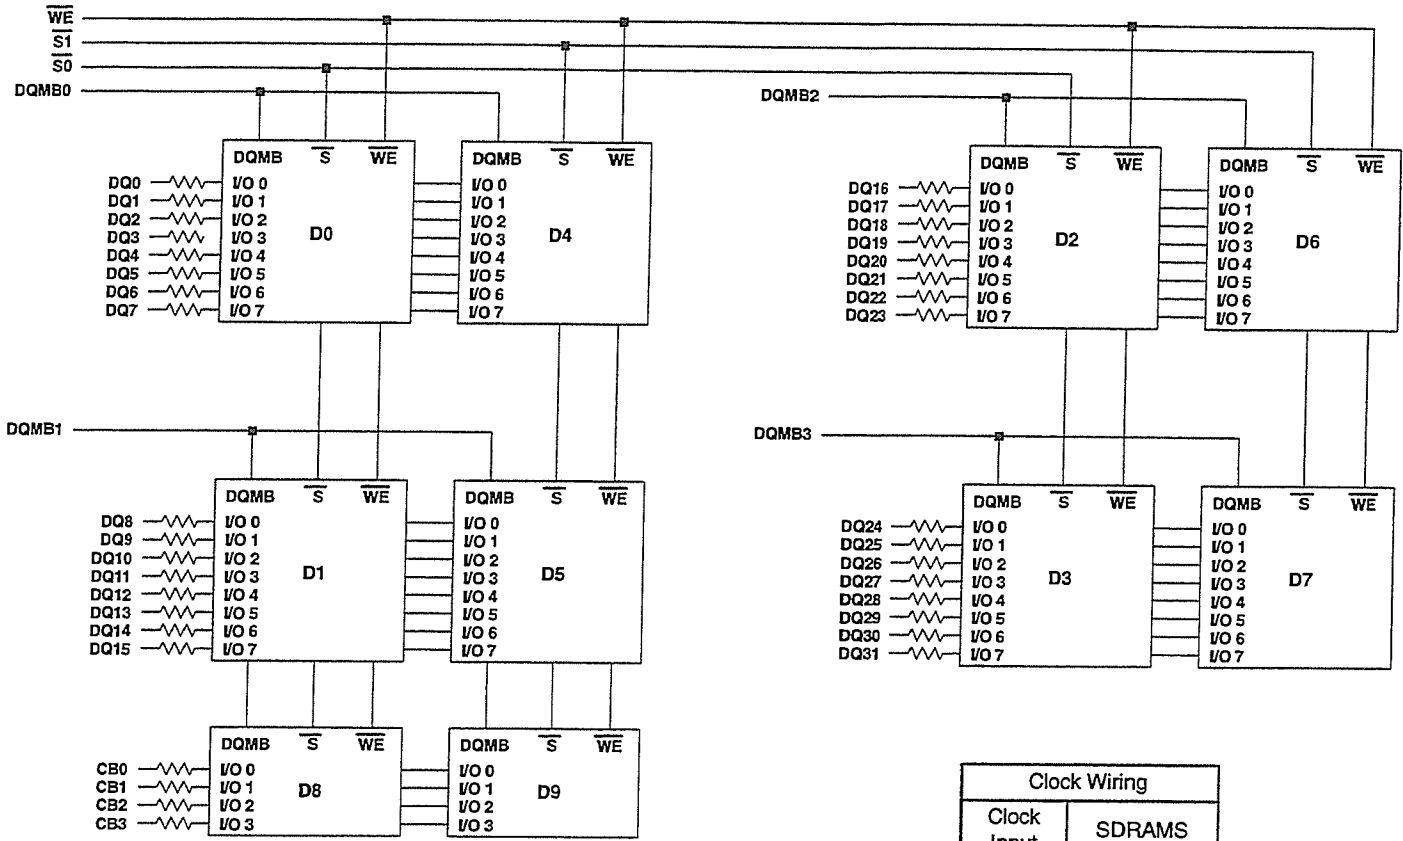 WE
S1
S0
DQMB0
DQMB2
DQMB S WE
DQ0 I/O 0
DQ1 I/O 1
DQ2 I/O 2
DQ3 I/O 3
DQ4 I/O 4
DQ5 I/O 5
DQ6 I/O 6
DQ7 I/O 7
D0
DQMB S WE
I/O 0
I/O 1
I/O 2
I/O 3
I/O 4
I/O 5
I/O 6
I/O 7
D4
DQMB S WE
DQ16 I/O 0
DQ17 I/O 1
DQ18 I/O 2
DQ19 I/O 3
DQ20 I/O 4
DQ21 I/O 5
DQ22 I/O 6
DQ23 I/O 7
D2
DQMB S WE
I/O 0
I/O 1
I/O 2
I/O 3
I/O 4
I/O 5
I/O 6
I/O 7
D6
DQMB1
DQMB3
DQMB S WE
DQ8 I/O 0
DQ9 I/O 1
DQ10 I/O 2
DQ11 I/O 3
DQ12 I/O 4
DQ13 I/O 5
DQ14 I/O 6
DQ15 I/O 7
D1
DQMB S WE
I/O 0
I/O 1
I/O 2
I/O 3
I/O 4
I/O 5
I/O 6
I/O 7
D5
DQMB S WE
DQ24 I/O 0
DQ25 I/O 1
DQ26 I/O 2
DQ27 I/O 3
DQ28 I/O 4
DQ29 I/O 5
DQ30 I/O 6
DQ31 I/O 7
D3
DQMB S WE
I/O 0
I/O 1
I/O 2
I/O 3
I/O 4
I/O 5
I/O 6
I/O 7
D7
DQMB S WE
CB0 I/O 0
CB1 I/O 1
CB2 I/O 2
CB3 I/O 3
D8
DQMB S WE
I/O 0
I/O 1
I/O 2
I/O 3
D9
Clock Wiring
Clock
SDRAMS